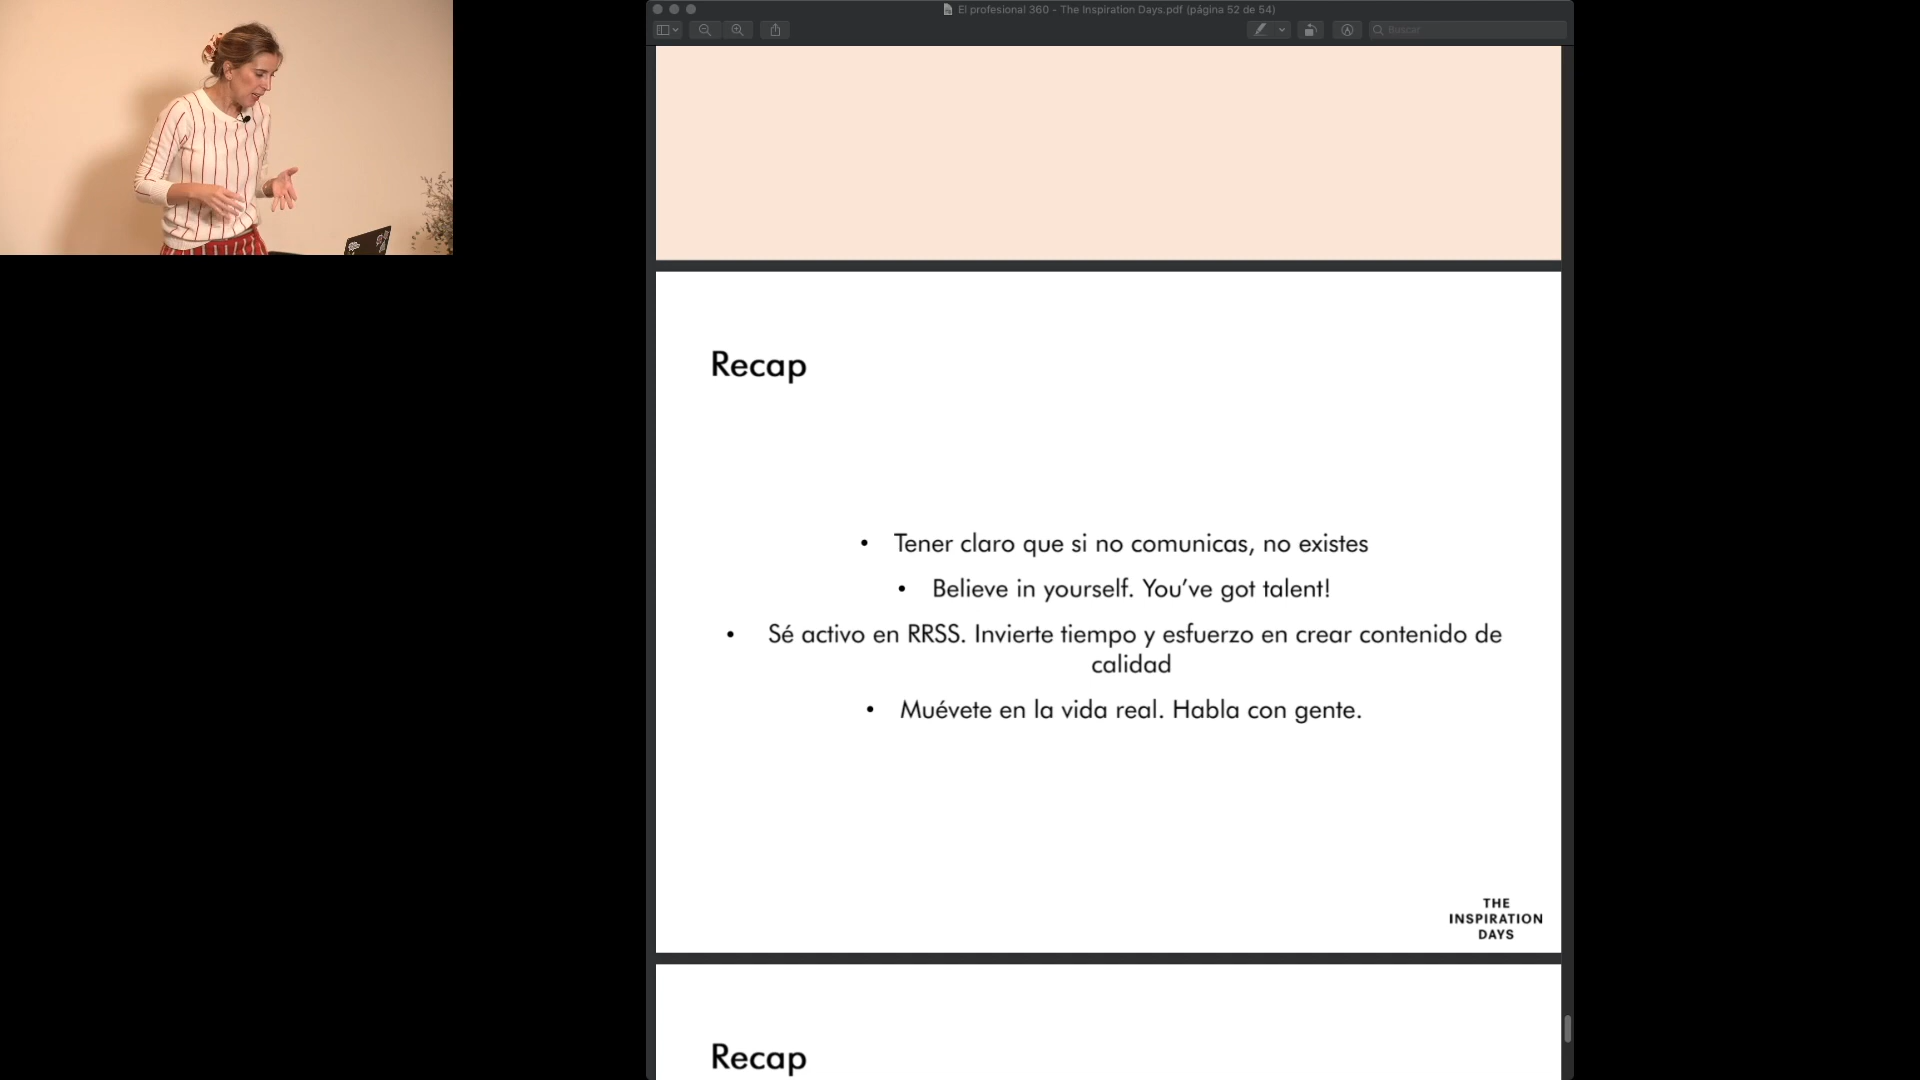 El profesional 360 - The Inspiration Days.pdf (página 52 de 54)
Buscar
Recap
• Tener claro que si no comunicas, no existes
• Believe in yourself. You’ve got talent!
• Sé activo en RRSS. Invierte tiempo y esfuerzo en crear contenido de
calidad
• Muévete en la vida real. Habla con gente.
THE
INSPIRATION
DAYS
Recap